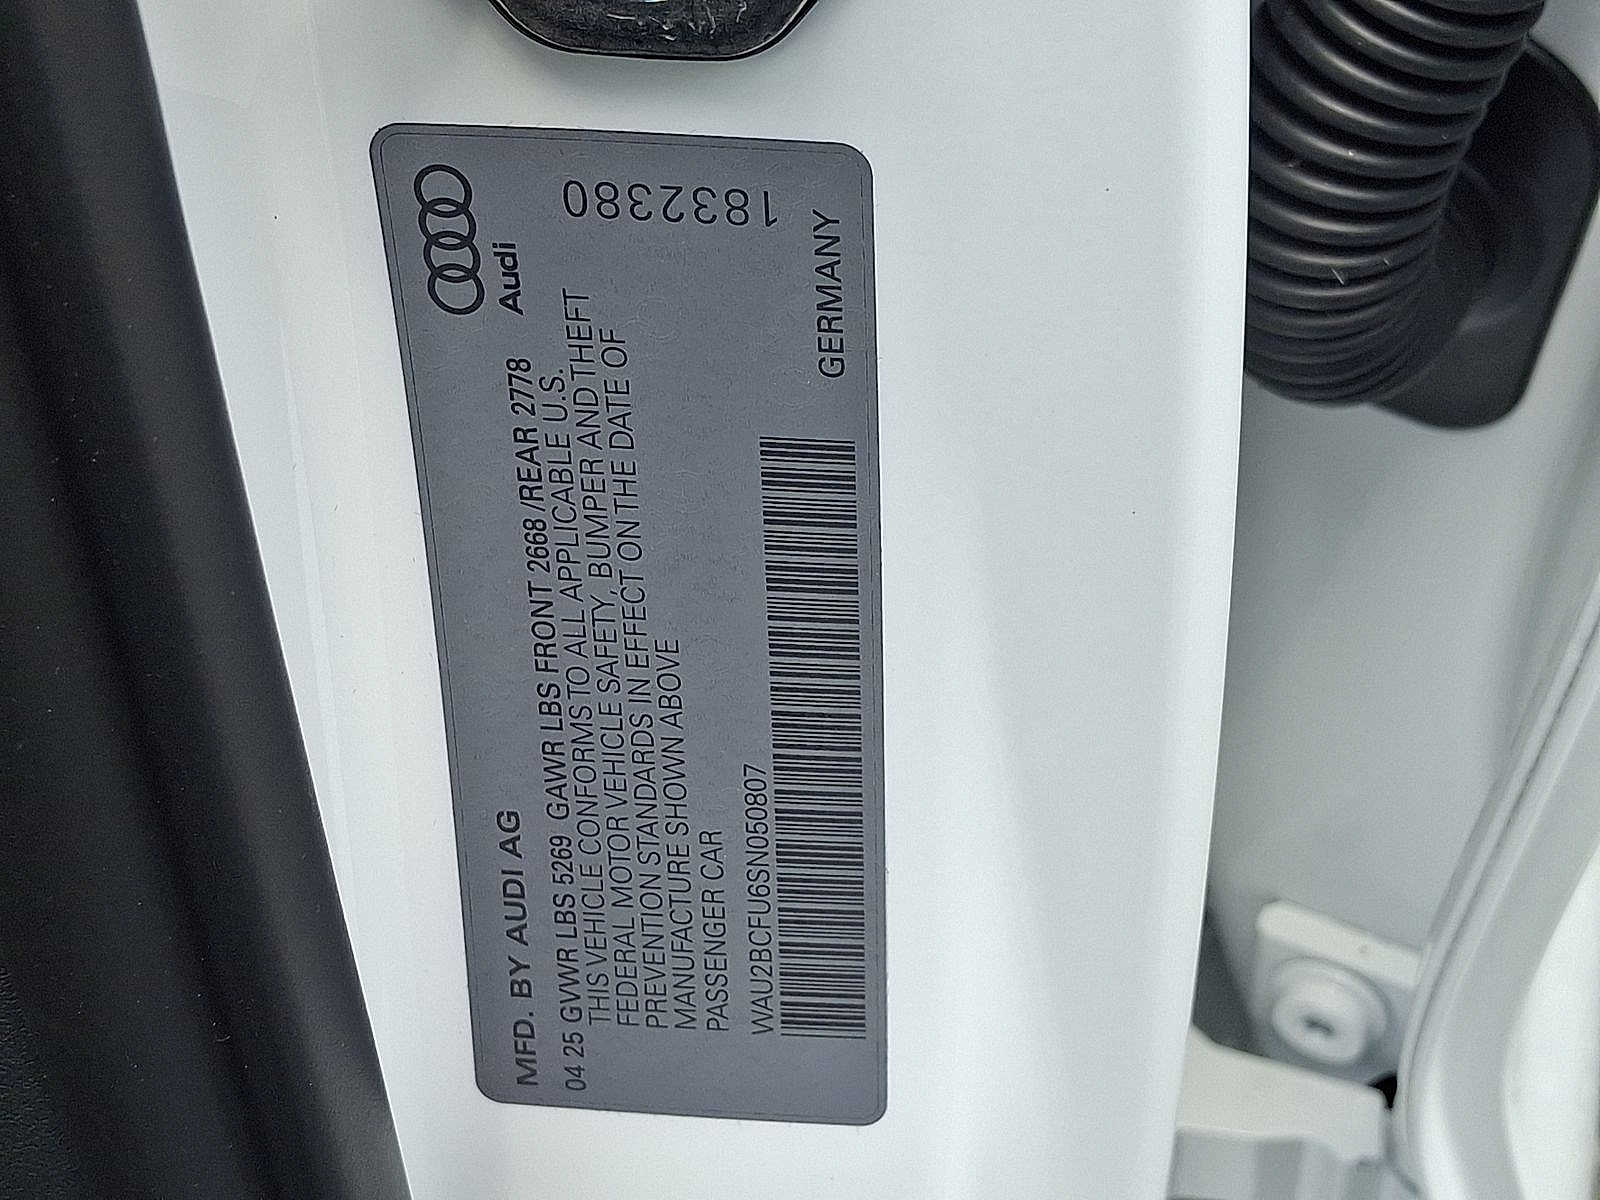 MFD. BY AUDI AG
Audi
04 25 GVWR LBS 5269 GAWR LBS FRONT 2668 /REAR 2778
THIS VEHICLE CONFORMS TO ALL APPLICABLE U.S.
FEDERAL MOTOR VEHICLE SAFETY, BUMPER AND THEFT
PREVENTION STANDARDS IN EFFECT ON THE DATE OF
MANUFACTURE SHOWN ABOVE
PASSENGER CAR
1832380
WAU2BCFU6SN050807
GERMANY